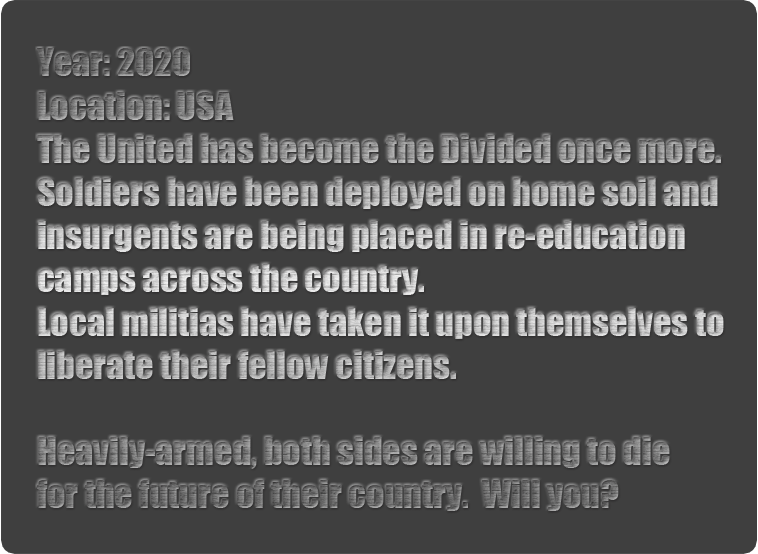 Year: 2020
Location: USA
The United has become the Divided once more.
Soldiers have been deployed on home soil and
insurgents are being placed in re-education
camps across the country.
Local militias have taken it upon themselves to
liberate their fellow citizens.
Heavily-armed, both sides are willing to die
for the future of their country. Will you?